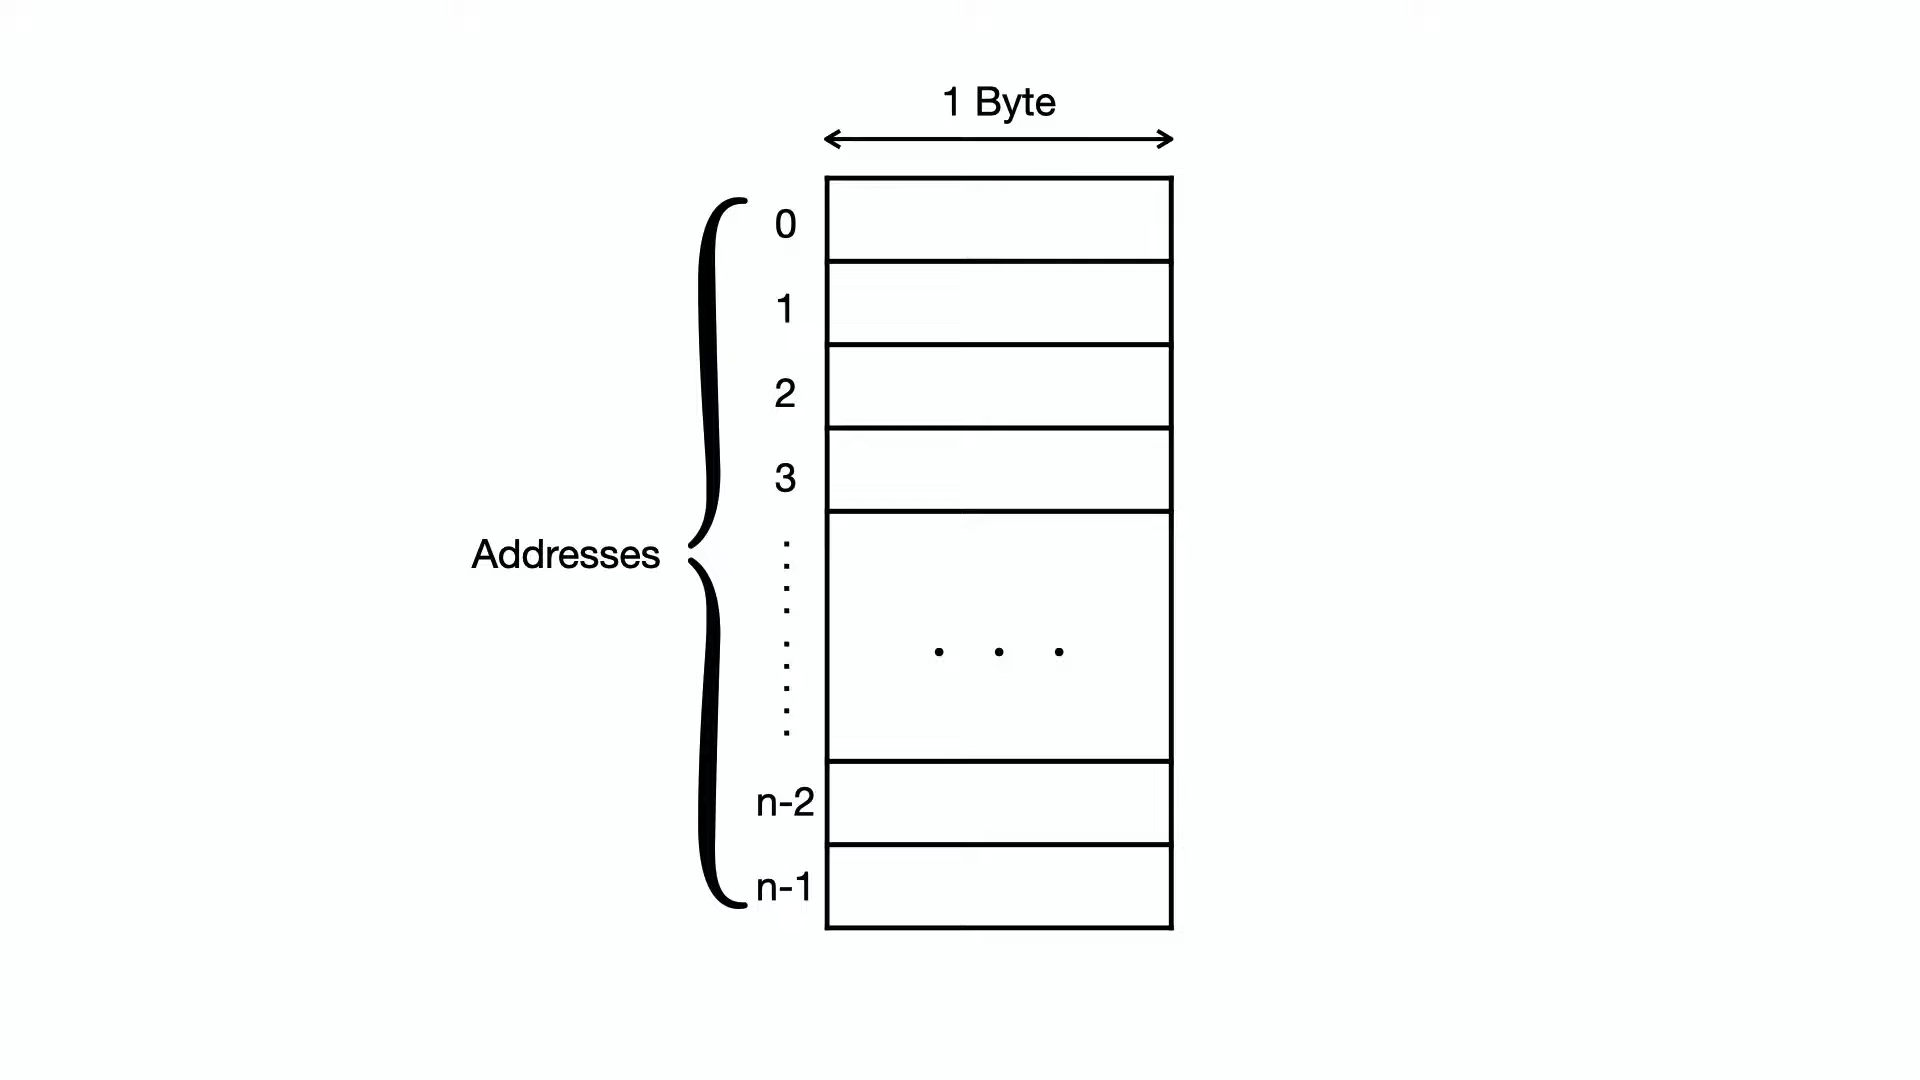 1 Byte
0
1
2
3
Addresses
. . .
n-2
n-1